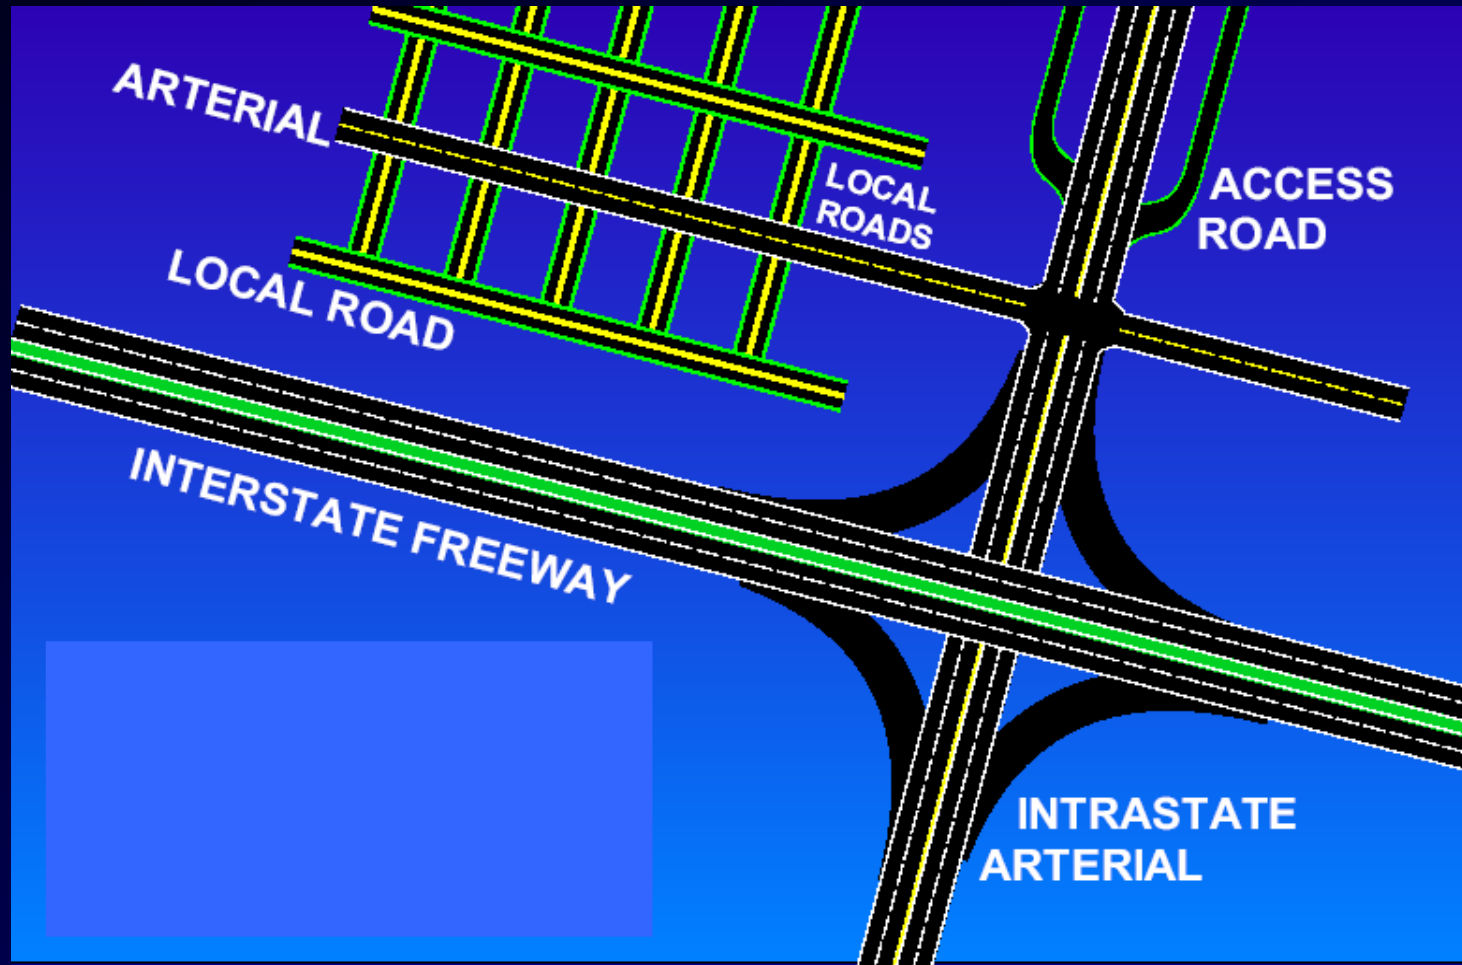 ARTERIAL
LOCAL
ROADS
ACCESS
ROAD
LOCAL ROAD
INTERSTATE FREEWAY
INTRASTATE
ARTERIAL